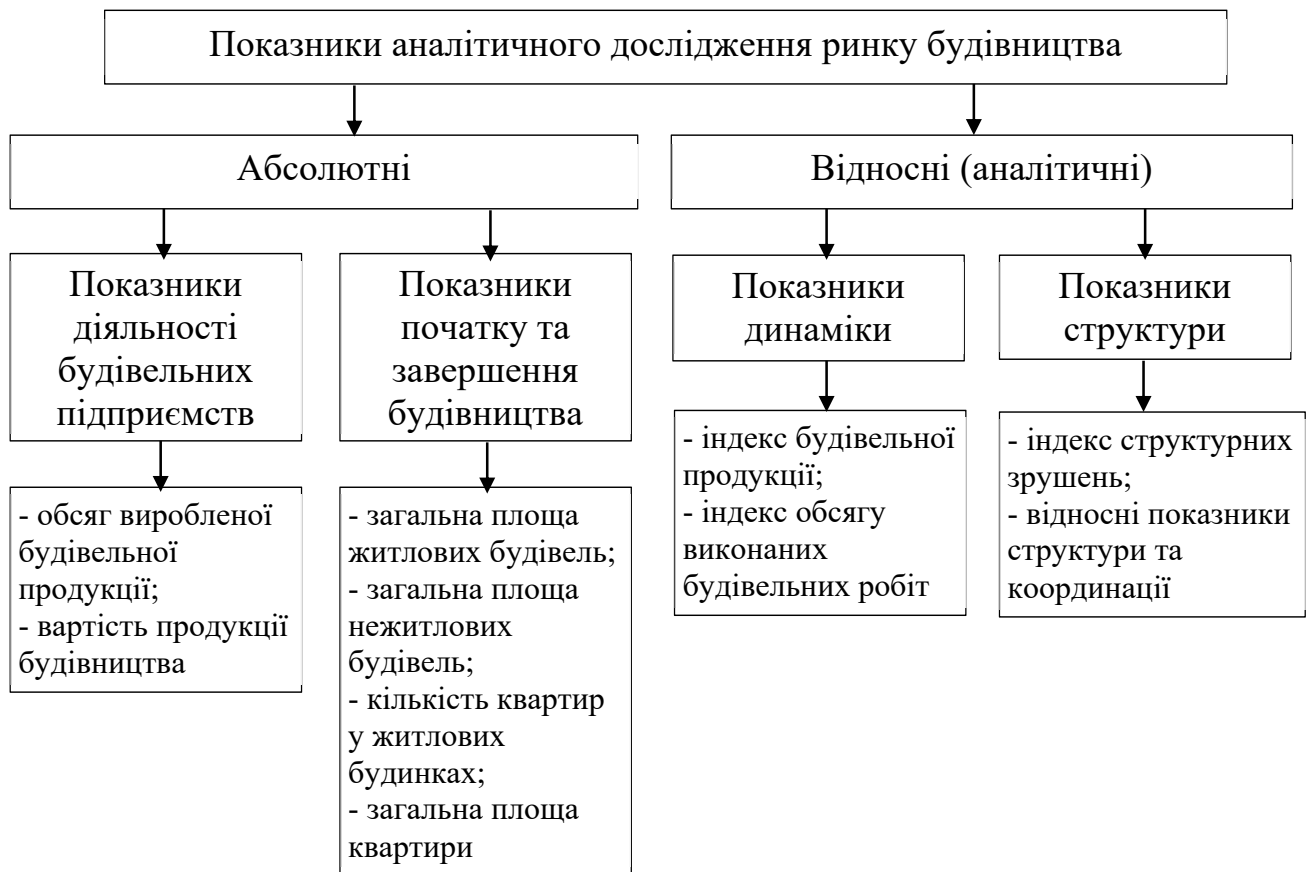 Показники аналітичного дослідження ринку будівництва
Абсолютні
Відносні (аналітичні)
Показники
діяльності
будівельних
підприємств
Показники
початку та
завершення
будівництва
Показники
динаміки
Показники
структури
- обсяг виробленої
будівельної
продукції;
- вартість продукції
будівництва
- загальна площа
житлових будівель;
- загальна площа
нежитлових
будівель;
- кількість квартир
у житлових
будинках;
- загальна площа
квартири
- індекс будівельної
продукції;
- індекс обсягу
виконаних
будівельних робіт
- індекс структурних
зрушень;
- відносні показники
структури та
координації